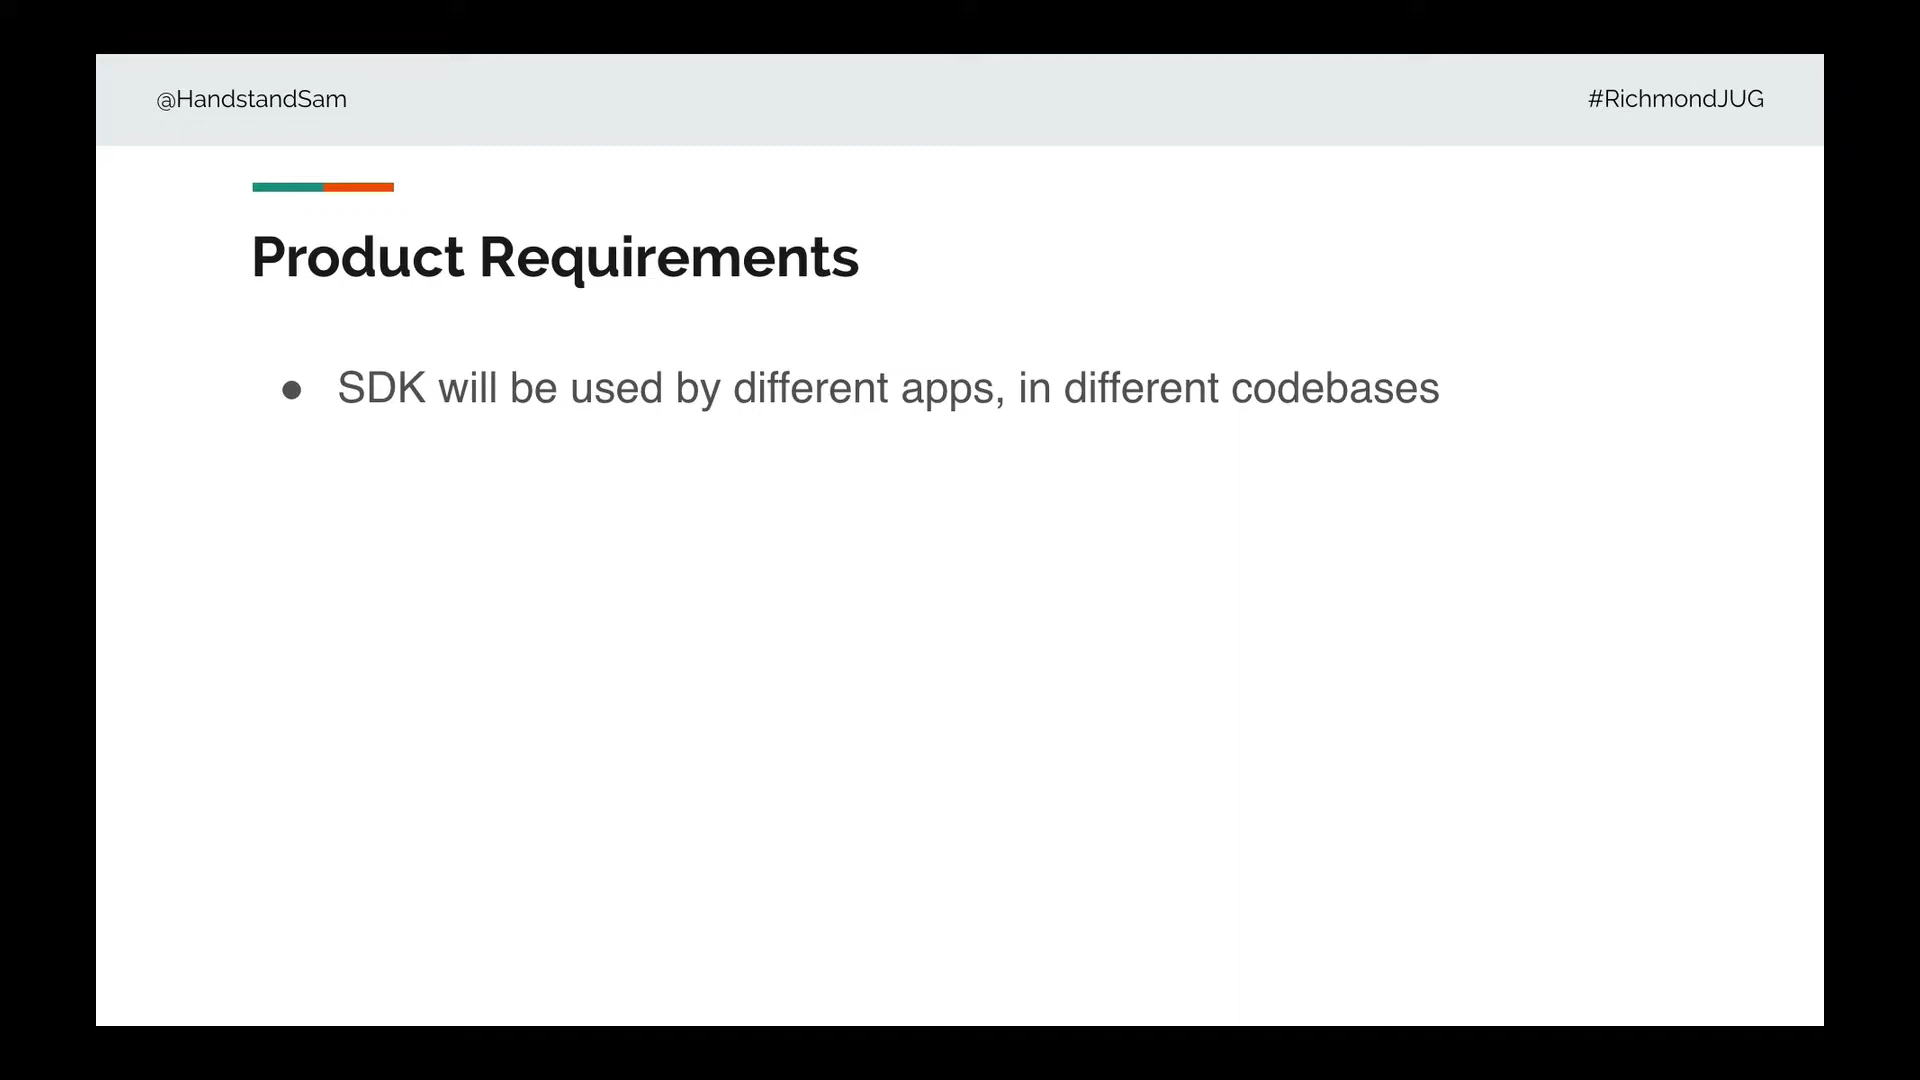 @HandstandSam
#RichmondJUG
Product Requirements
● SDK will be used by different apps, in different codebases